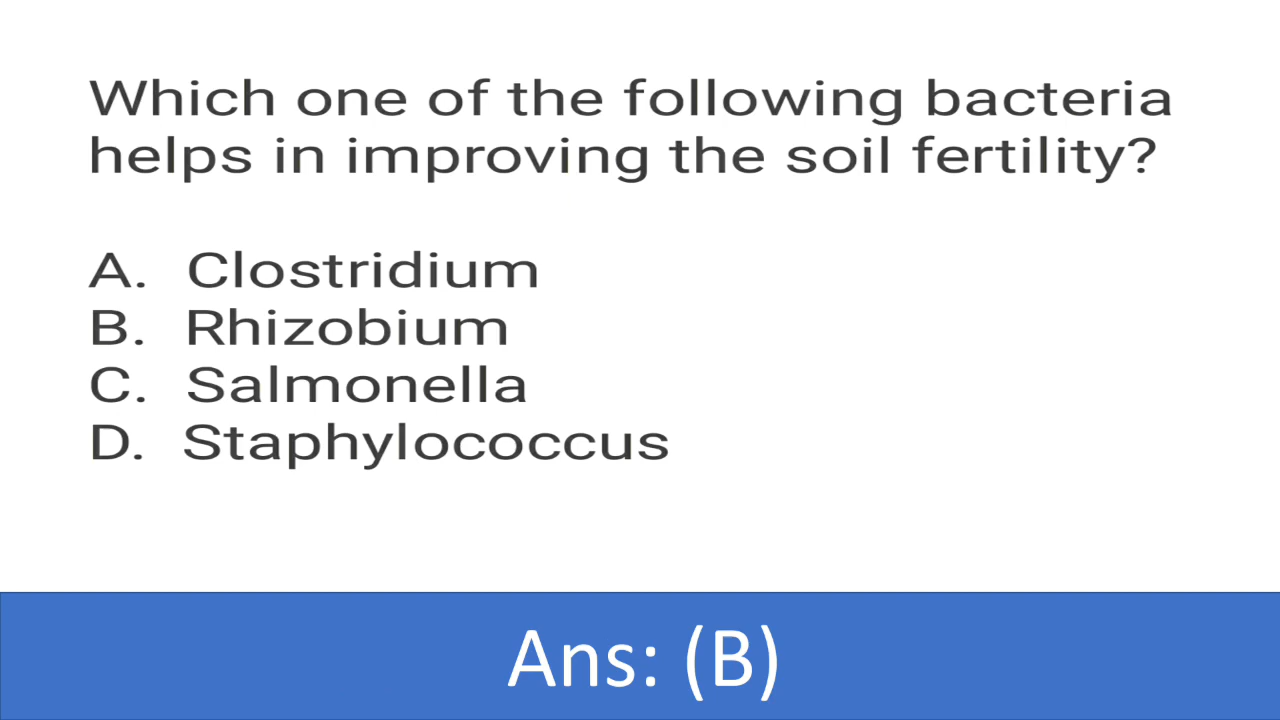 Which one of the following bacteria
helps in improving the soil fertility?
A. Clostridium
B. Rhizobium
C. Salmonella
D. Staphylococcus
Ans: (B)